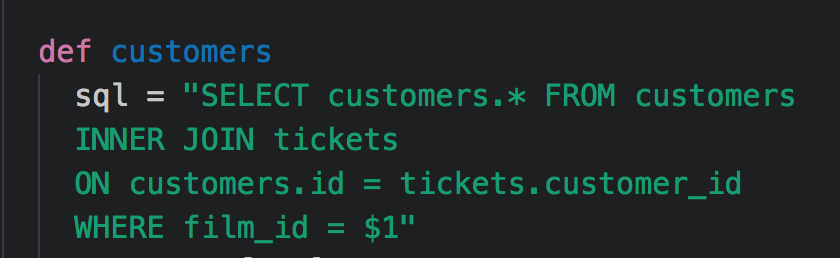 def customers
sql = "SELECT customers.* FROM customers
INNER JOIN tickets
ON customers.id = tickets.customer_id
WHERE film_id = $1"